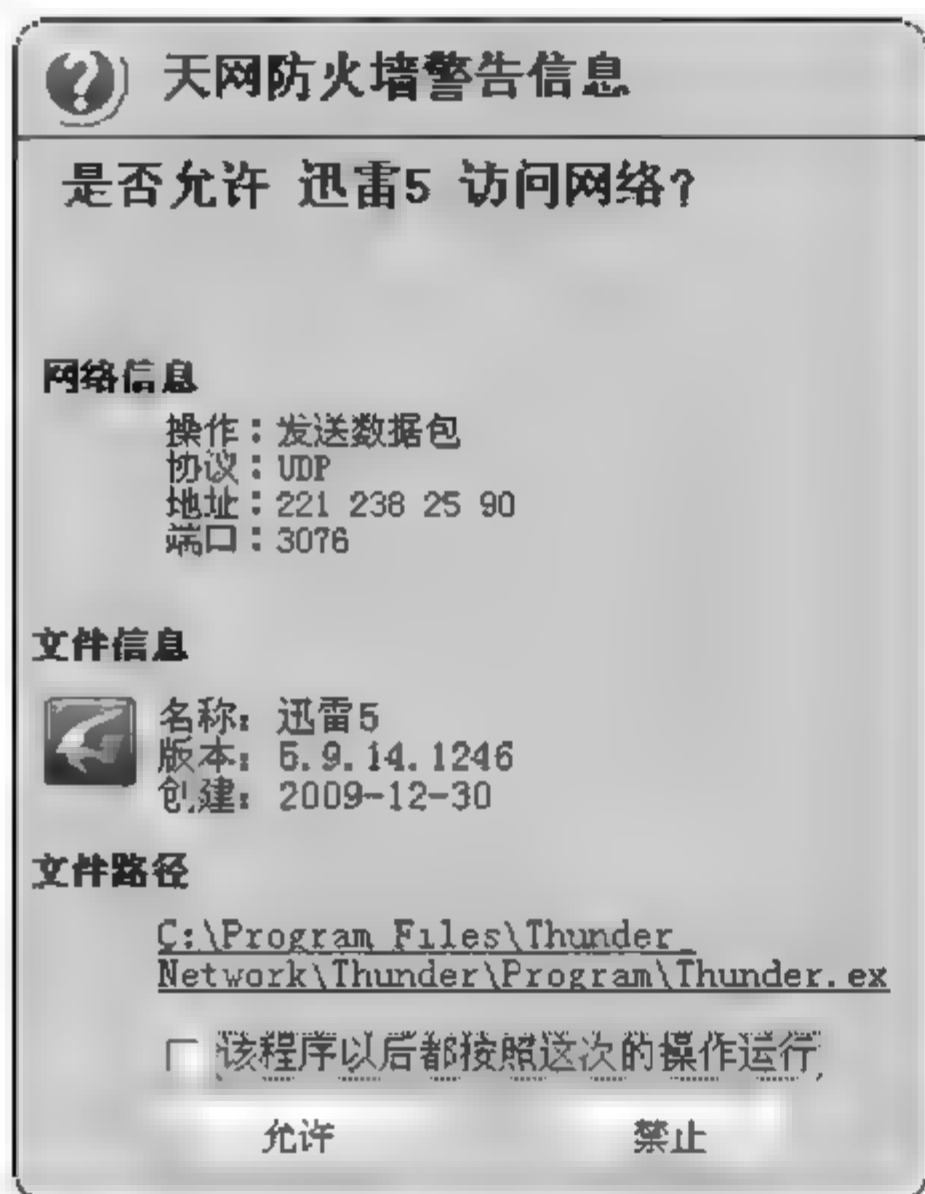 天网防火墙警告信息
是否允许 迅雷5 访问网络?
网络信息
操作：发送数据包
协议：UDP
地址：221 238 25 90
端口：3076
文件信息
名称: 迅雷5
版本: 5.9.14.1246
创建: 2009-12-30
文件路径
C:\Program Files\Thunder
Network\Thunder\Program\Thunder.ex
该程序以后都按照这次的操作运行
允许
禁止